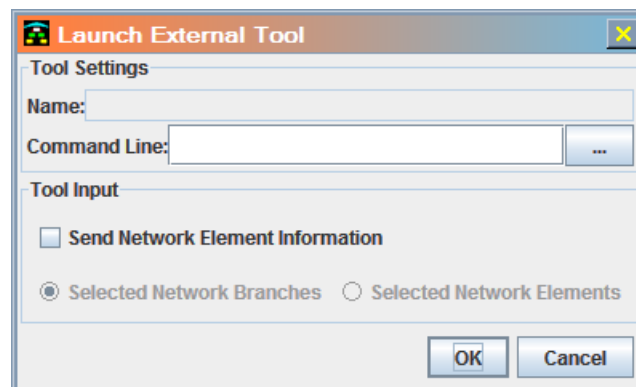 Launch External Tool
Tool Settings
Name:
Command Line: ...
Tool Input
Send Network Element Information
Selected Network Branches Selected Network Elements
OK Cancel